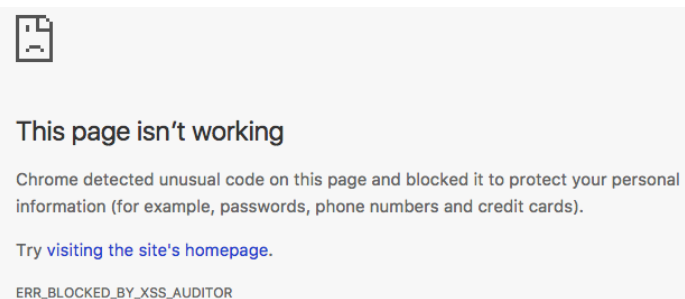 This page isn’t working
Chrome detected unusual code on this page and blocked it to protect your personal
information (for example, passwords, phone numbers and credit cards).
Try visiting the site's homepage.
ERR_BLOCKED_BY_XSS_AUDITOR